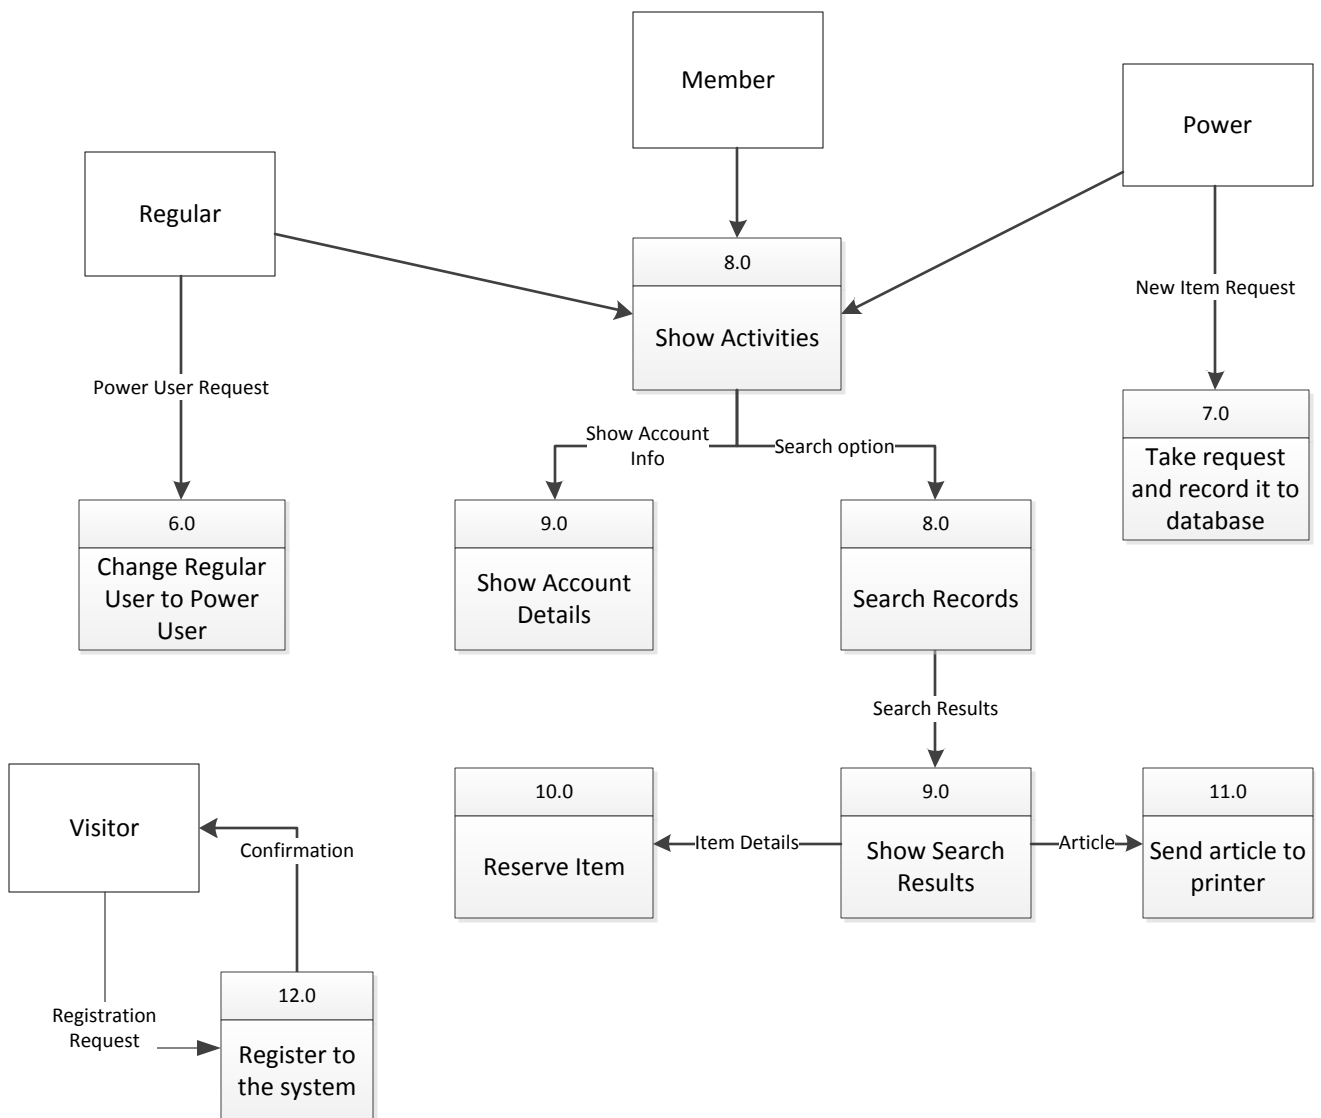 Member
Power
Regular
8.0
Show Activities
New Item Request
Power User Request
7.0
Take request
and record it to
database
Show Account
Info
Search option
6.0
Change Regular
User to Power
User
9.0
Show Account
Details
8.0
Search Records
Search Results
Visitor
Confirmation
10.0
Reserve Item
Item Details
9.0
Show Search
Results
Article
11.0
Send article to
printer
Registration
Request
12.0
Register to
the system